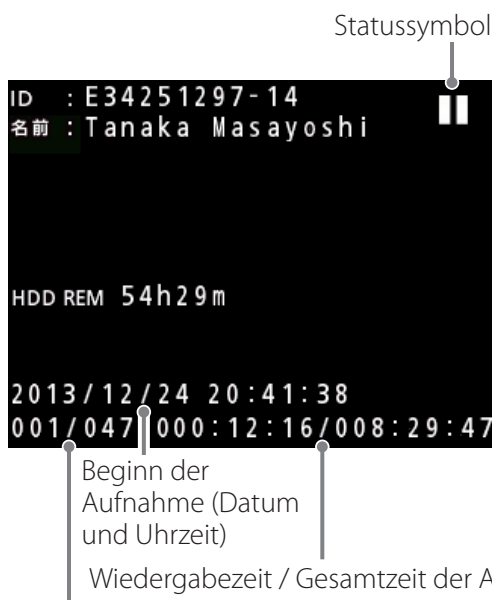 Statussymbol
ID : E34251297-14
名前 : Tanaka Masayoshi
HDD REM 54h29m
2013/12/24 20:41:38
001/047 000:12:16/008:29:47
Beginn der
Aufnahme (Datum
und Uhrzeit)
Wiedergabezeit / Gesamtzeit der A